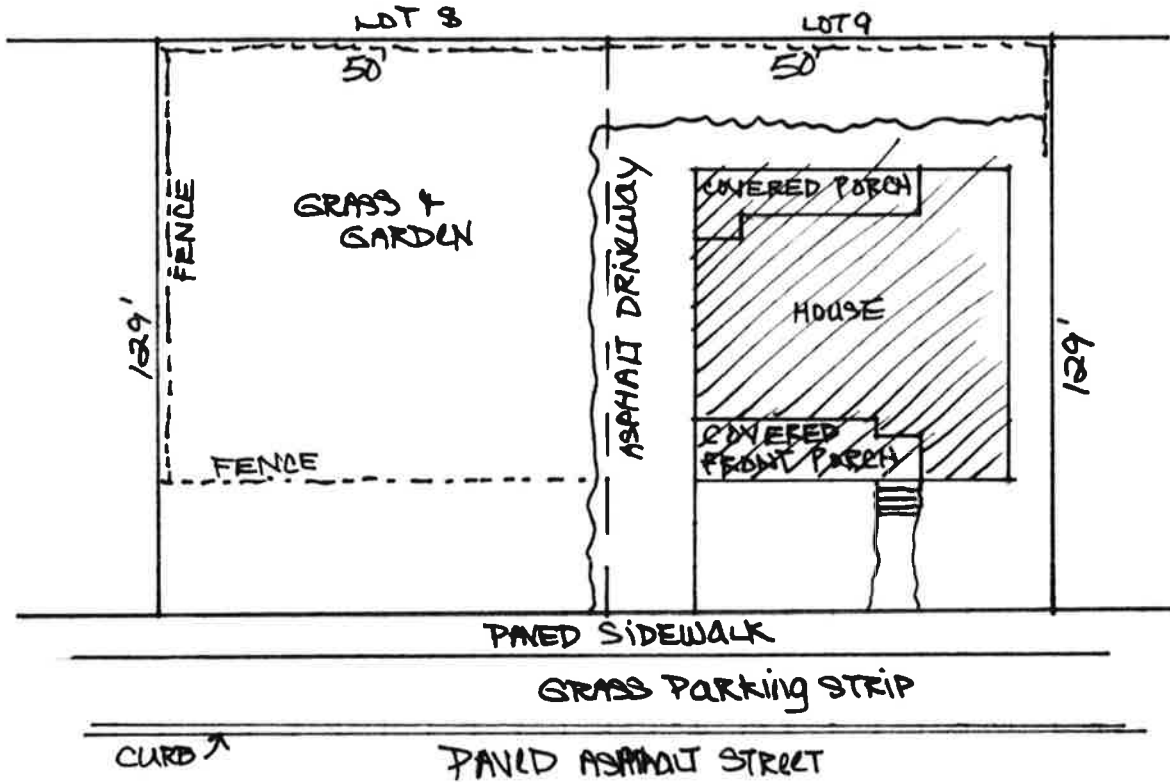 LOT 8
LOT 9
50'
50'
FENCE
GRASS &
GARDEN
ASPHALT DRIVEWAY
COVERED PORCH
HOUSE
129'
129'
COVERED
FRONT PORCH
FENCE
PAVED SIDEWALK
GRASS PARKING STRIP
CURB
PAVED ASPHALT STREET